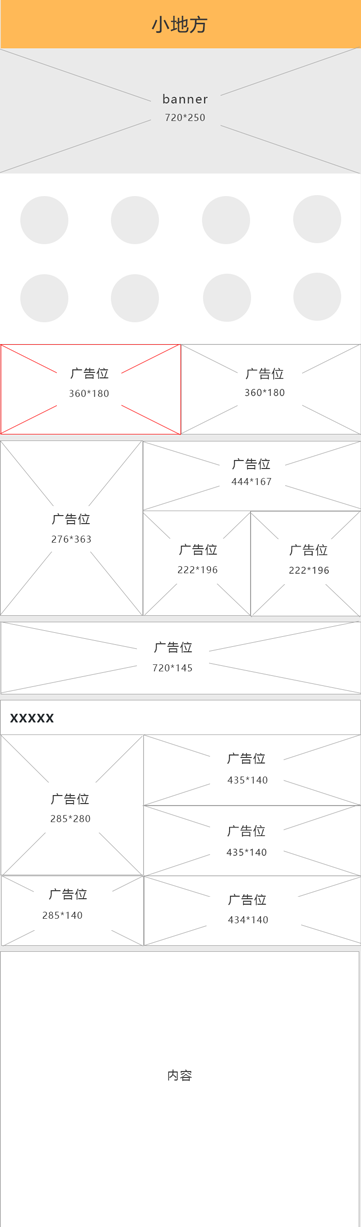 小地方
banner
720*250
广告位
360*180
广告位
360*180
广告位
276*363
广告位
444*167
广告位
222*196
广告位
222*196
广告位
720*145
XXXXX
广告位
285*280
广告位
435*140
广告位
435*140
广告位
285*140
广告位
434*140
内容